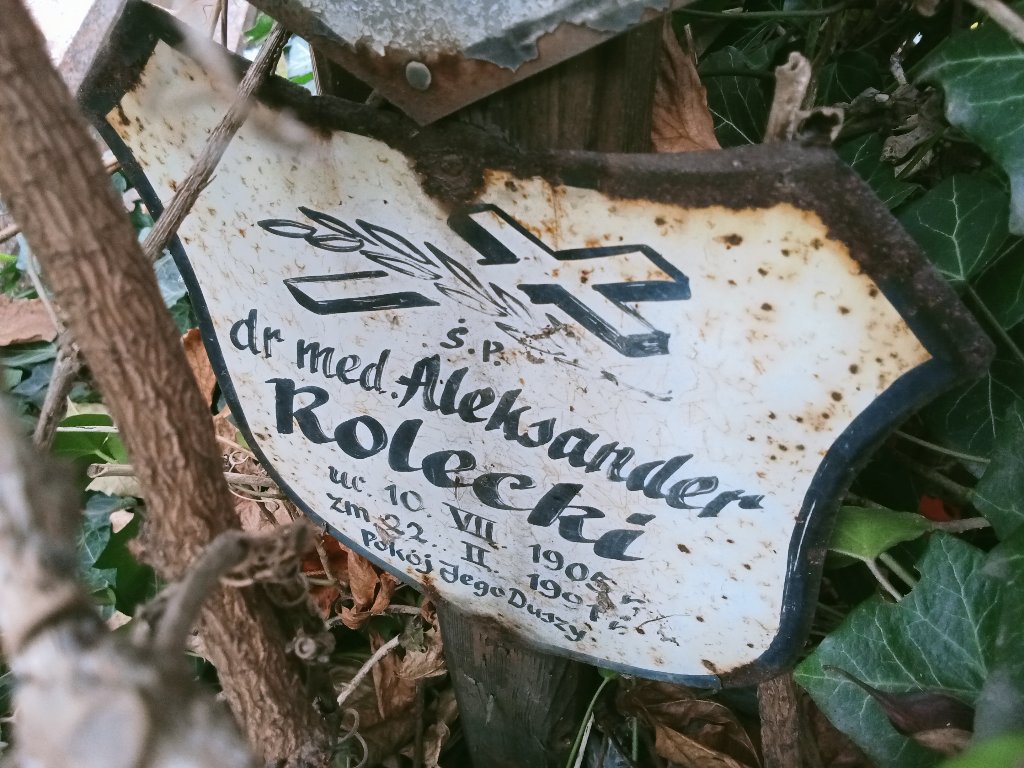 Ś.P.
dr med. Aleksander
Rolecki
ur. 10. VII. 1905
zm. 22. II.
Pokój Jego Duszy